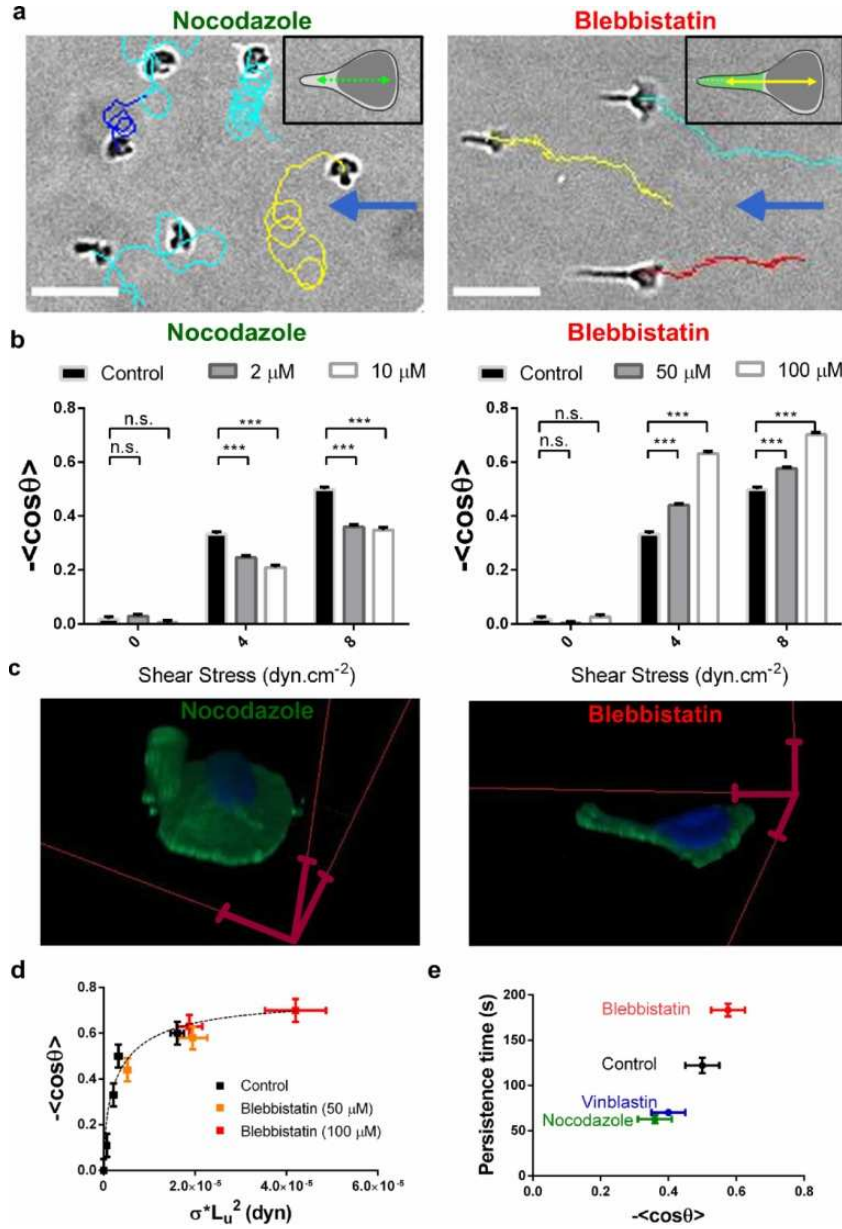 a
Nocodazole
Blebbistatin
b
Nocodazole
Blebbistatin
Control 2 μM 10 μM
Control 50 μM 100 μM
-<cosθ>
0.8
0.6
0.4
0.2
0.0
n.s.
n.s.
***
***
***
***
0 4 8
Shear Stress (dyn.cm⁻²)
-<cosθ>
0.8
0.6
0.4
0.2
0.0
n.s.
n.s.
***
***
***
***
0 4 8
Shear Stress (dyn.cm⁻²)
c
Nocodazole
Blebbistatin
d
-<cosθ>
0.8
0.6
0.4
0.2
0.0
Control
Blebbistatin (50 μM)
Blebbistatin (100 μM)
0 2.0×10⁻⁵ 4.0×10⁻⁵
σ*Lᵤ² (dyn)
e
Persistence time (s)
200
150
100
50
0
Blebbistatin
Control
Vinblastin
Nocodazole
0.0 0.2 0.4 0.6 0.8
-<cosθ>